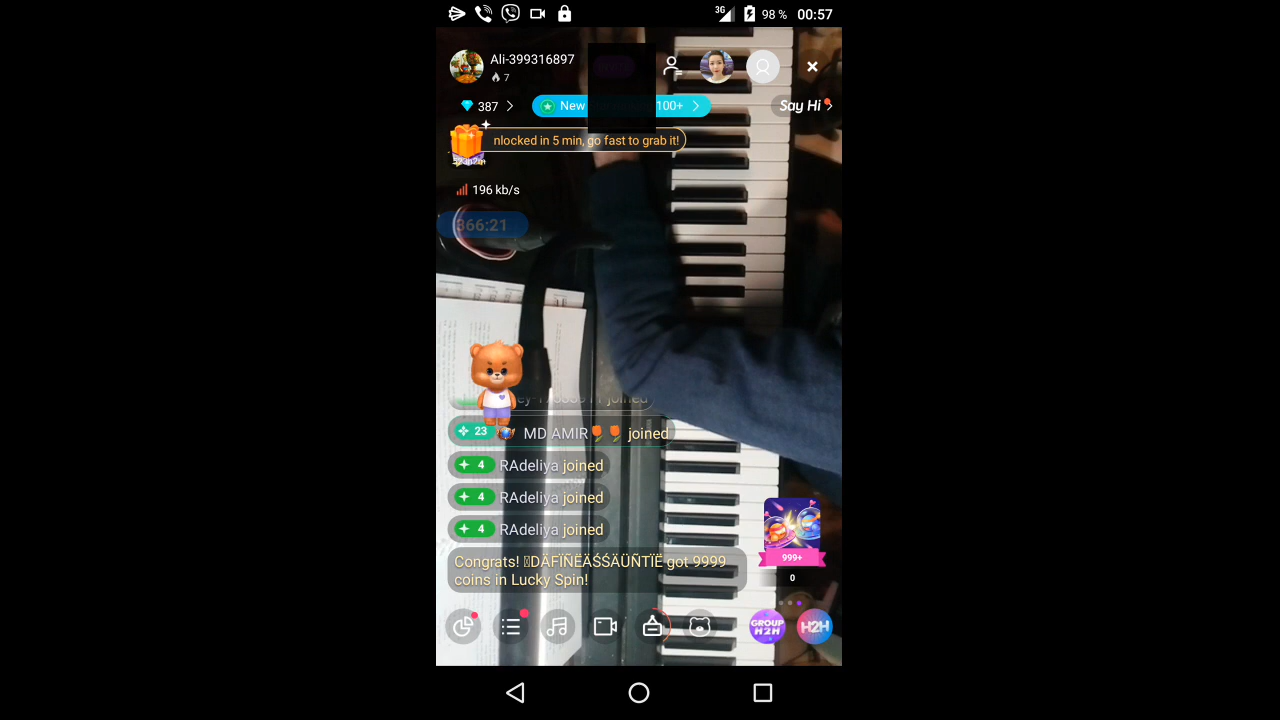 3G 98 % 00:57
Ali-399316897
7
387
New 100+
Say Hi
nlocked in 5 min, go fast to grab it!
196 kb/s
366:21
joined
23 MD AMIR🌷🌷 joined
4 RAdeliya joined
4 RAdeliya joined
4 RAdeliya joined
Congrats! DÄFÏÑËÄŚŚÄÜÑTÏË got 9999
coins in Lucky Spin!
999+
0
GROUP
H2H
H2H